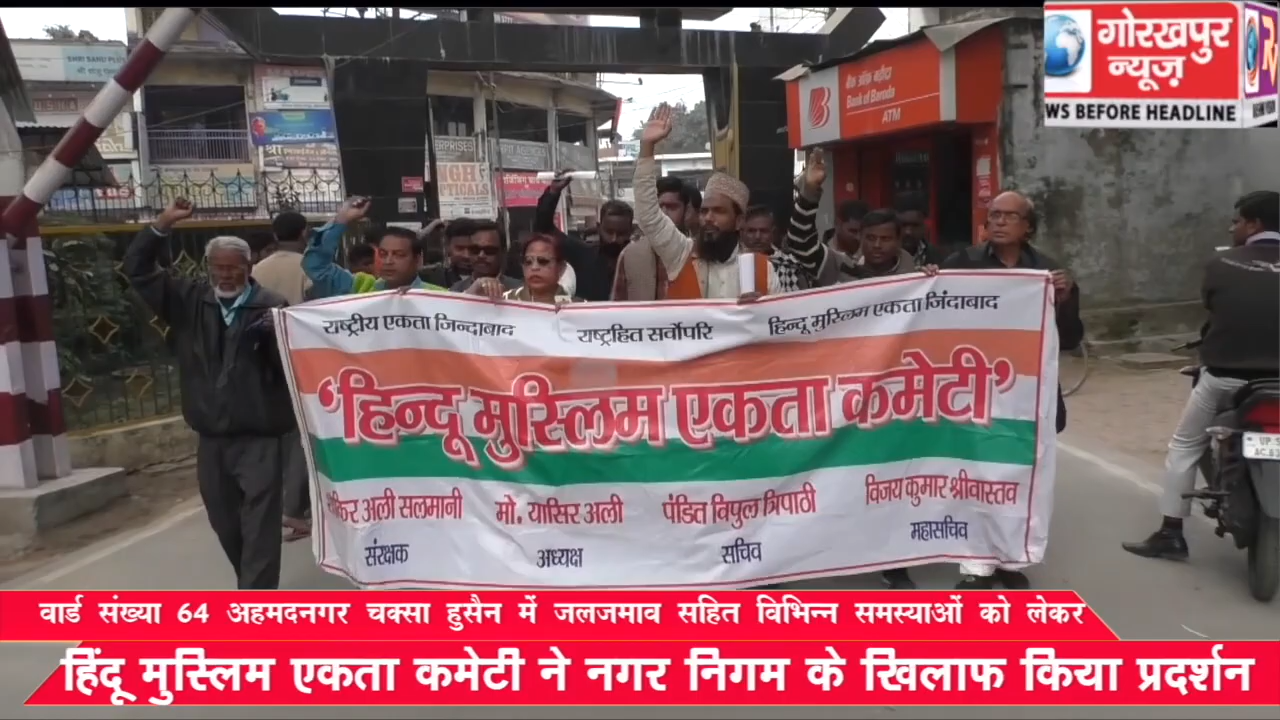 गोरखपुर
न्यूज़
WS BEFORE HEADLINE
SHRI BANU
बैंक ऑफ़ बड़ौदा
Bank of Baroda
ATM
राष्ट्रीय एकता जिन्दाबाद राष्ट्रहित सर्वोपरि हिन्दू मुस्लिम एकता जिंदाबाद
‘हिन्दू मुस्लिम एकता कमेटी’
अली सलमानी मो. यासिर अली पंडित विपुल त्रिपाठी विजय कुमार श्रीवास्तव
संरक्षक अध्यक्ष सचिव महासचिव
वार्ड संख्या 64 अहमदनगर चक्सा हुसैन में जलजमाव सहित विभिन्न समस्याओं को लेकर
हिंदू मुस्लिम एकता कमेटी ने नगर निगम के खिलाफ किया प्रदर्शन